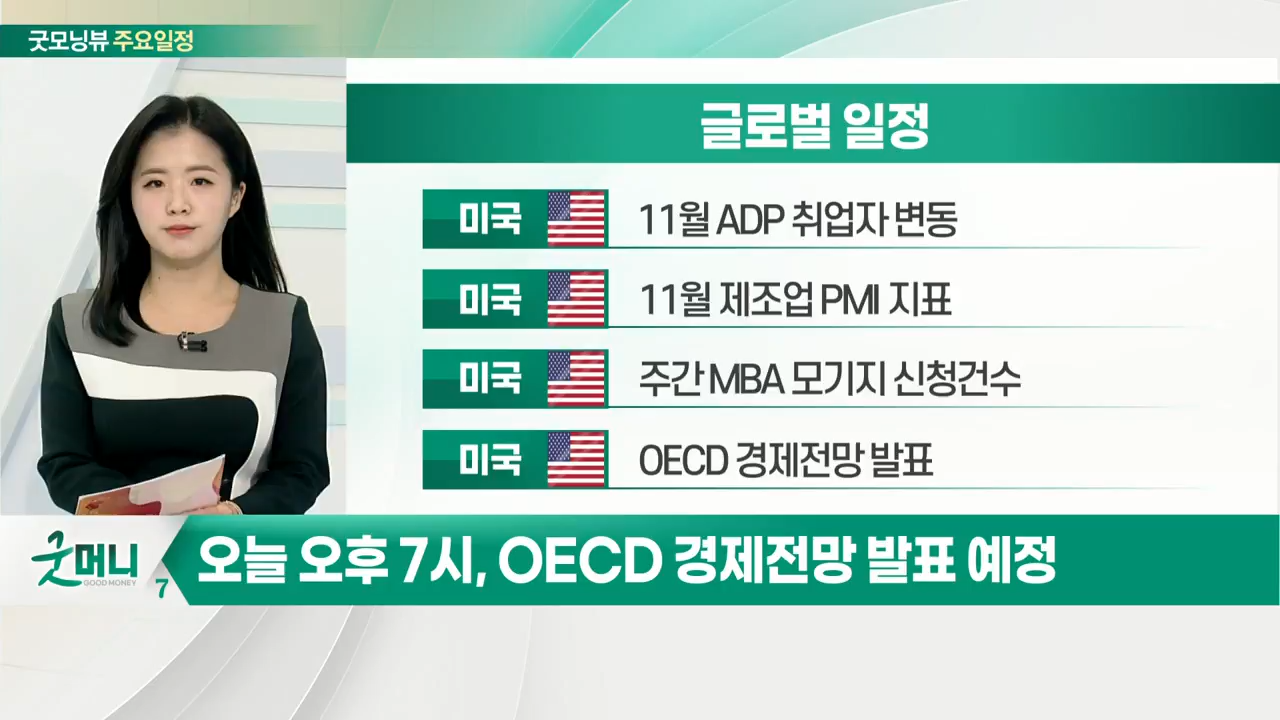 굿모닝뷰 주요일정
글로벌 일정
미국 11월 ADP 취업자 변동
미국 11월 제조업 PMI 지표
미국 주간 MBA 모기지 신청건수
미국 OECD 경제전망 발표
굿머니
GOOD MONEY
7
오늘 오후 7시, OECD 경제전망 발표 예정